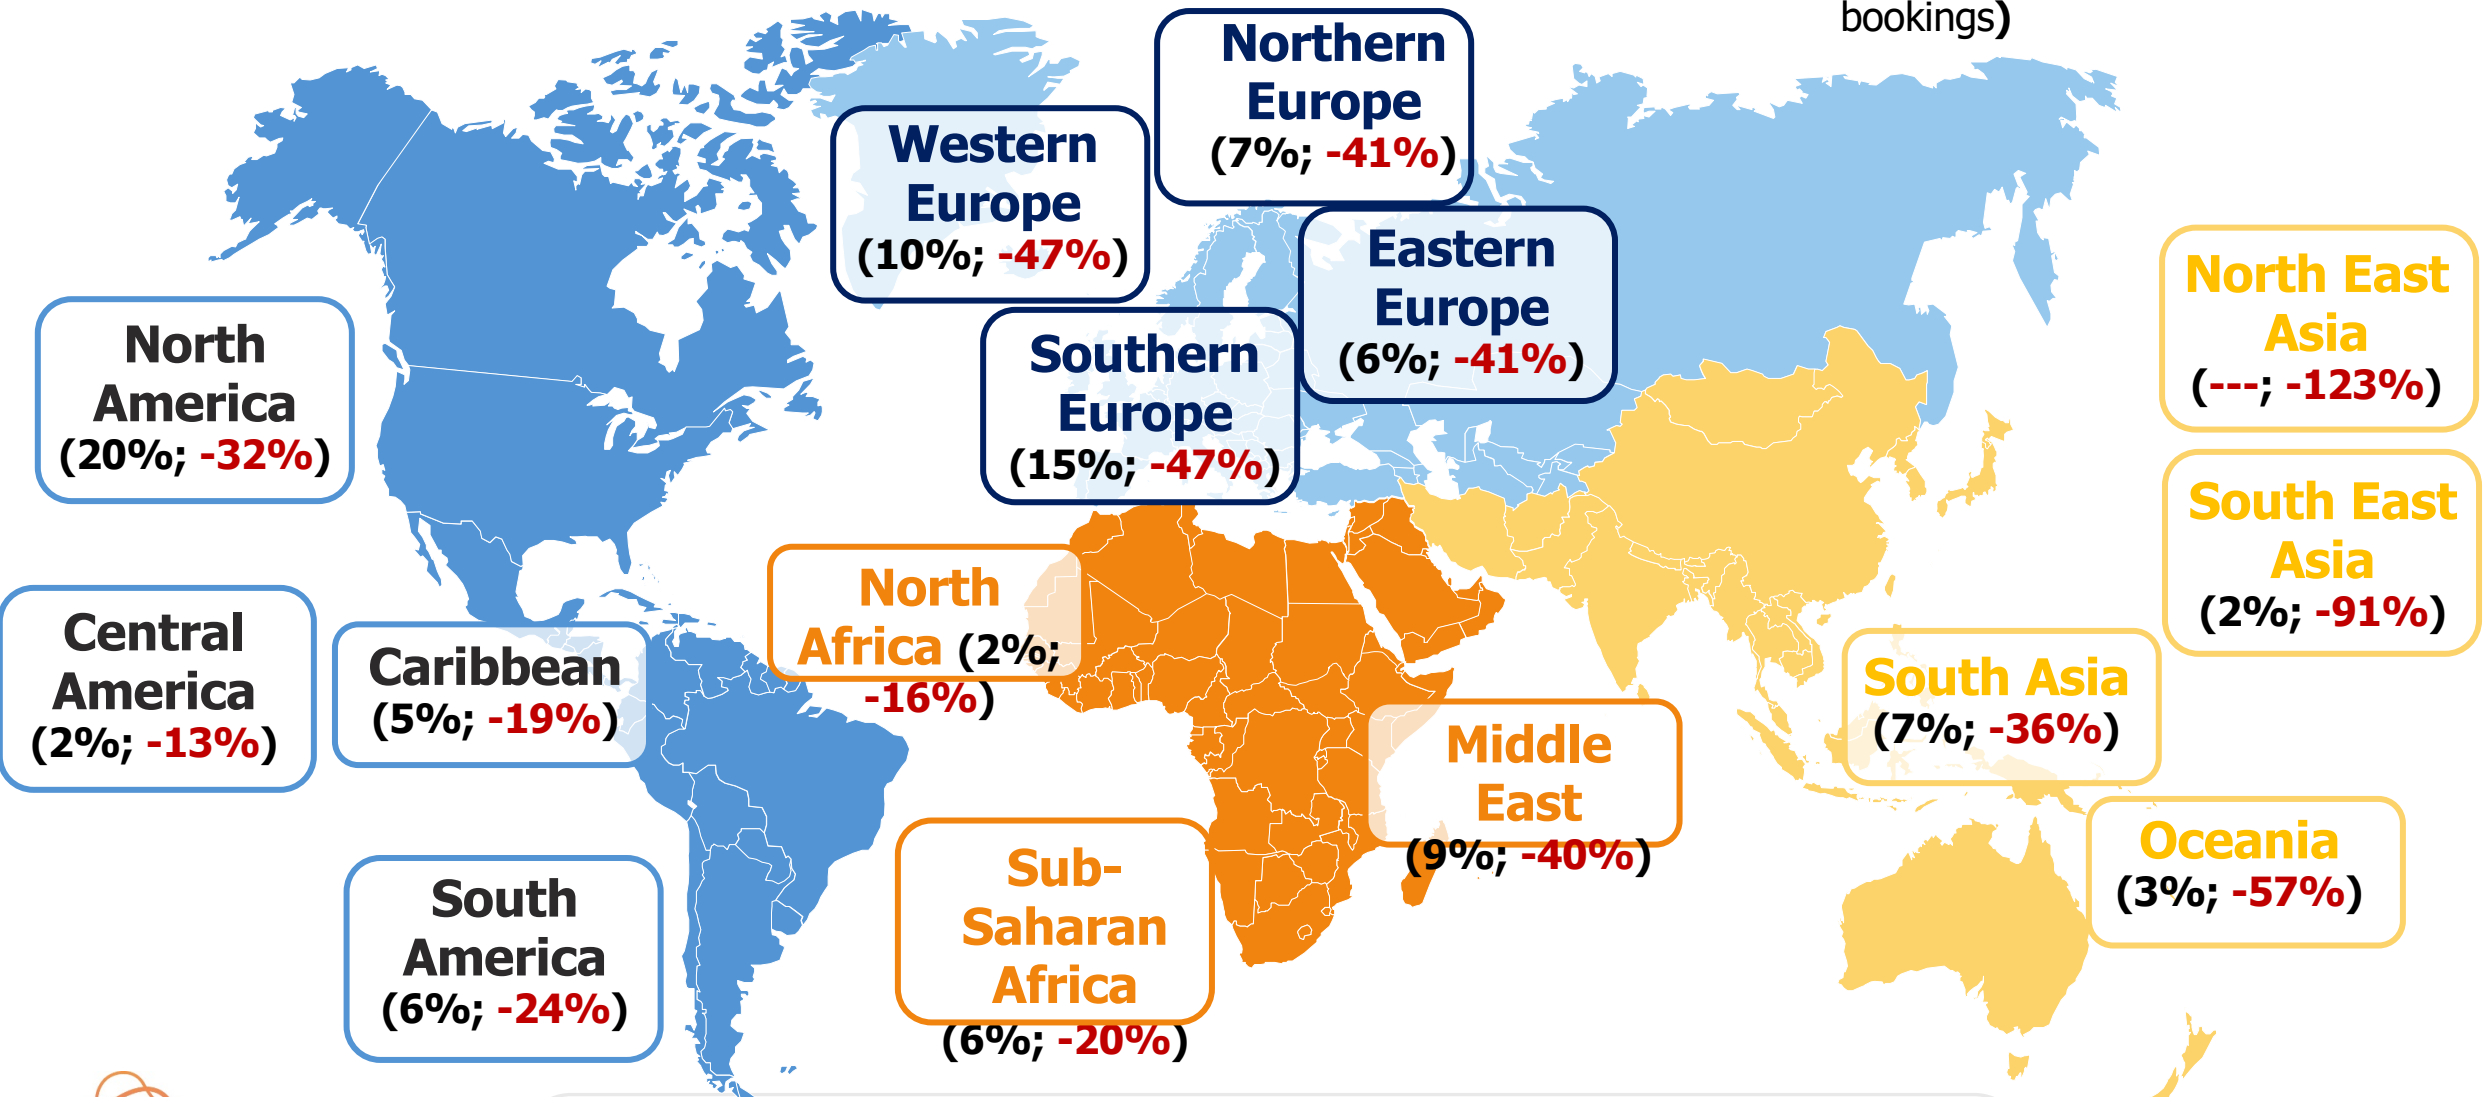 bookings)
Northern
Europe
(7%; -41%)
Western
Europe
(10%; -47%)
Eastern
Europe
(6%; -41%)
Southern
Europe
(15%; -47%)
North East
Asia
(---; -123%)
North
America
(20%; -32%)
South East
Asia
(2%; -91%)
North
Africa (2%;
-16%)
Central
America
(2%; -13%)
Caribbean
(5%; -19%)
South Asia
(7%; -36%)
Middle
East
(9%; -40%)
Oceania
(3%; -57%)
Sub-
Saharan
Africa
(6%; -20%)
South
America
(6%; -24%)